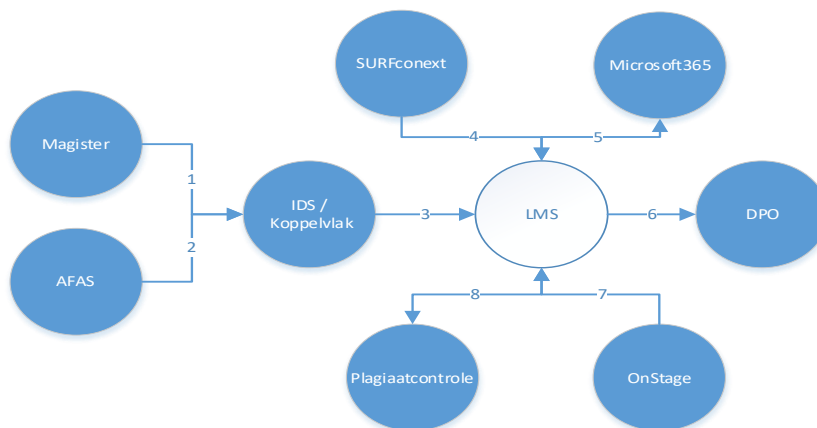 SURFconext
Microsoft365
4
5
Magister
1
IDS /
Koppelvlak
3
LMS
6
DPO
2
AFAS
8
7
Plagiaatcontrole
OnStage